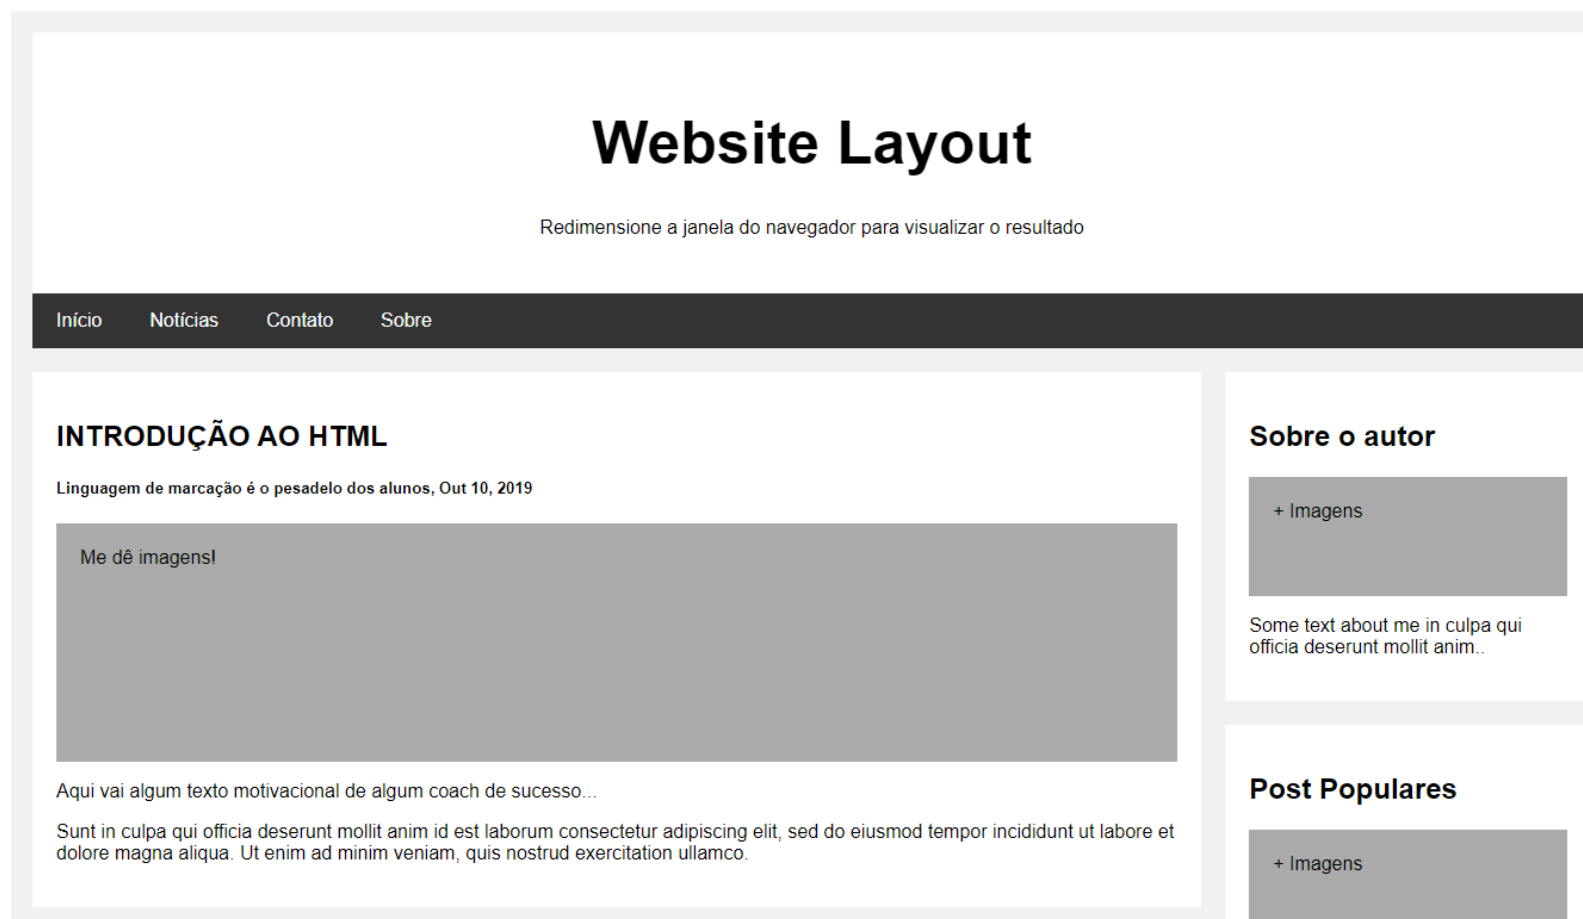 Website Layout
Redimensione a janela do navegador para visualizar o resultado
Início Notícias Contato Sobre
INTRODUÇÃO AO HTML
Linguagem de marcação é o pesadelo dos alunos, Out 10, 2019
Me dê imagens!
Aqui vai algum texto motivacional de algum coach de sucesso...
Sunt in culpa qui officia deserunt mollit anim id est laborum consectetur adipiscing elit, sed do eiusmod tempor incididunt ut labore et
dolore magna aliqua. Ut enim ad minim veniam, quis nostrud exercitation ullamco.
Sobre o autor
+ Imagens
Some text about me in culpa qui
officia deserunt mollit anim..
Post Populares
+ Imagens